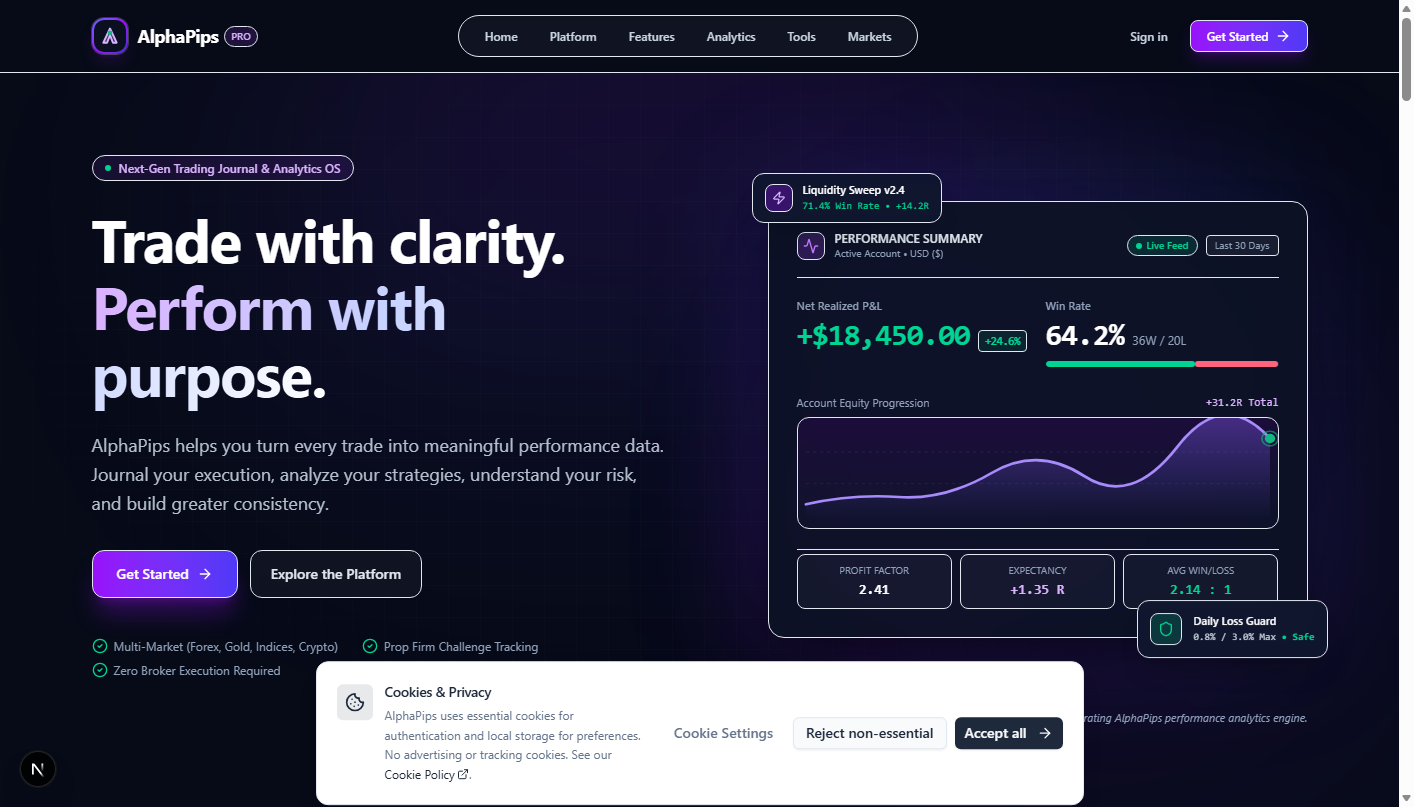 AlphaPips PRO
Home Platform Features Analytics Tools Markets
Sign in
Get Started →
Next-Gen Trading Journal & Analytics OS
Trade with clarity.
Perform with
purpose.
AlphaPips helps you turn every trade into meaningful performance data.
Journal your execution, analyze your strategies, understand your risk,
and build greater consistency.
Get Started →
Explore the Platform
Multi-Market (Forex, Gold, Indices, Crypto)
Prop Firm Challenge Tracking
Zero Broker Execution Required
Liquidity Sweep v2.4
71.4% Win Rate • +14.2R
PERFORMANCE SUMMARY
Active Account • USD ($)
Live Feed
Last 30 Days
Net Realized P&L
+$18,450.00 +24.6%
Win Rate
64.2% 36W / 20L
Account Equity Progression
+31.2R Total
PROFIT FACTOR
2.41
EXPECTANCY
+1.35 R
AVG WIN/LOSS
2.14 : 1
Daily Loss Guard
0.8% / 3.0% Max • Safe
AlphaPips performance analytics engine.
Cookies & Privacy
AlphaPips uses essential cookies for
authentication and local storage for preferences.
No advertising or tracking cookies. See our
Cookie Policy.
Cookie Settings
Reject non-essential
Accept all →
N